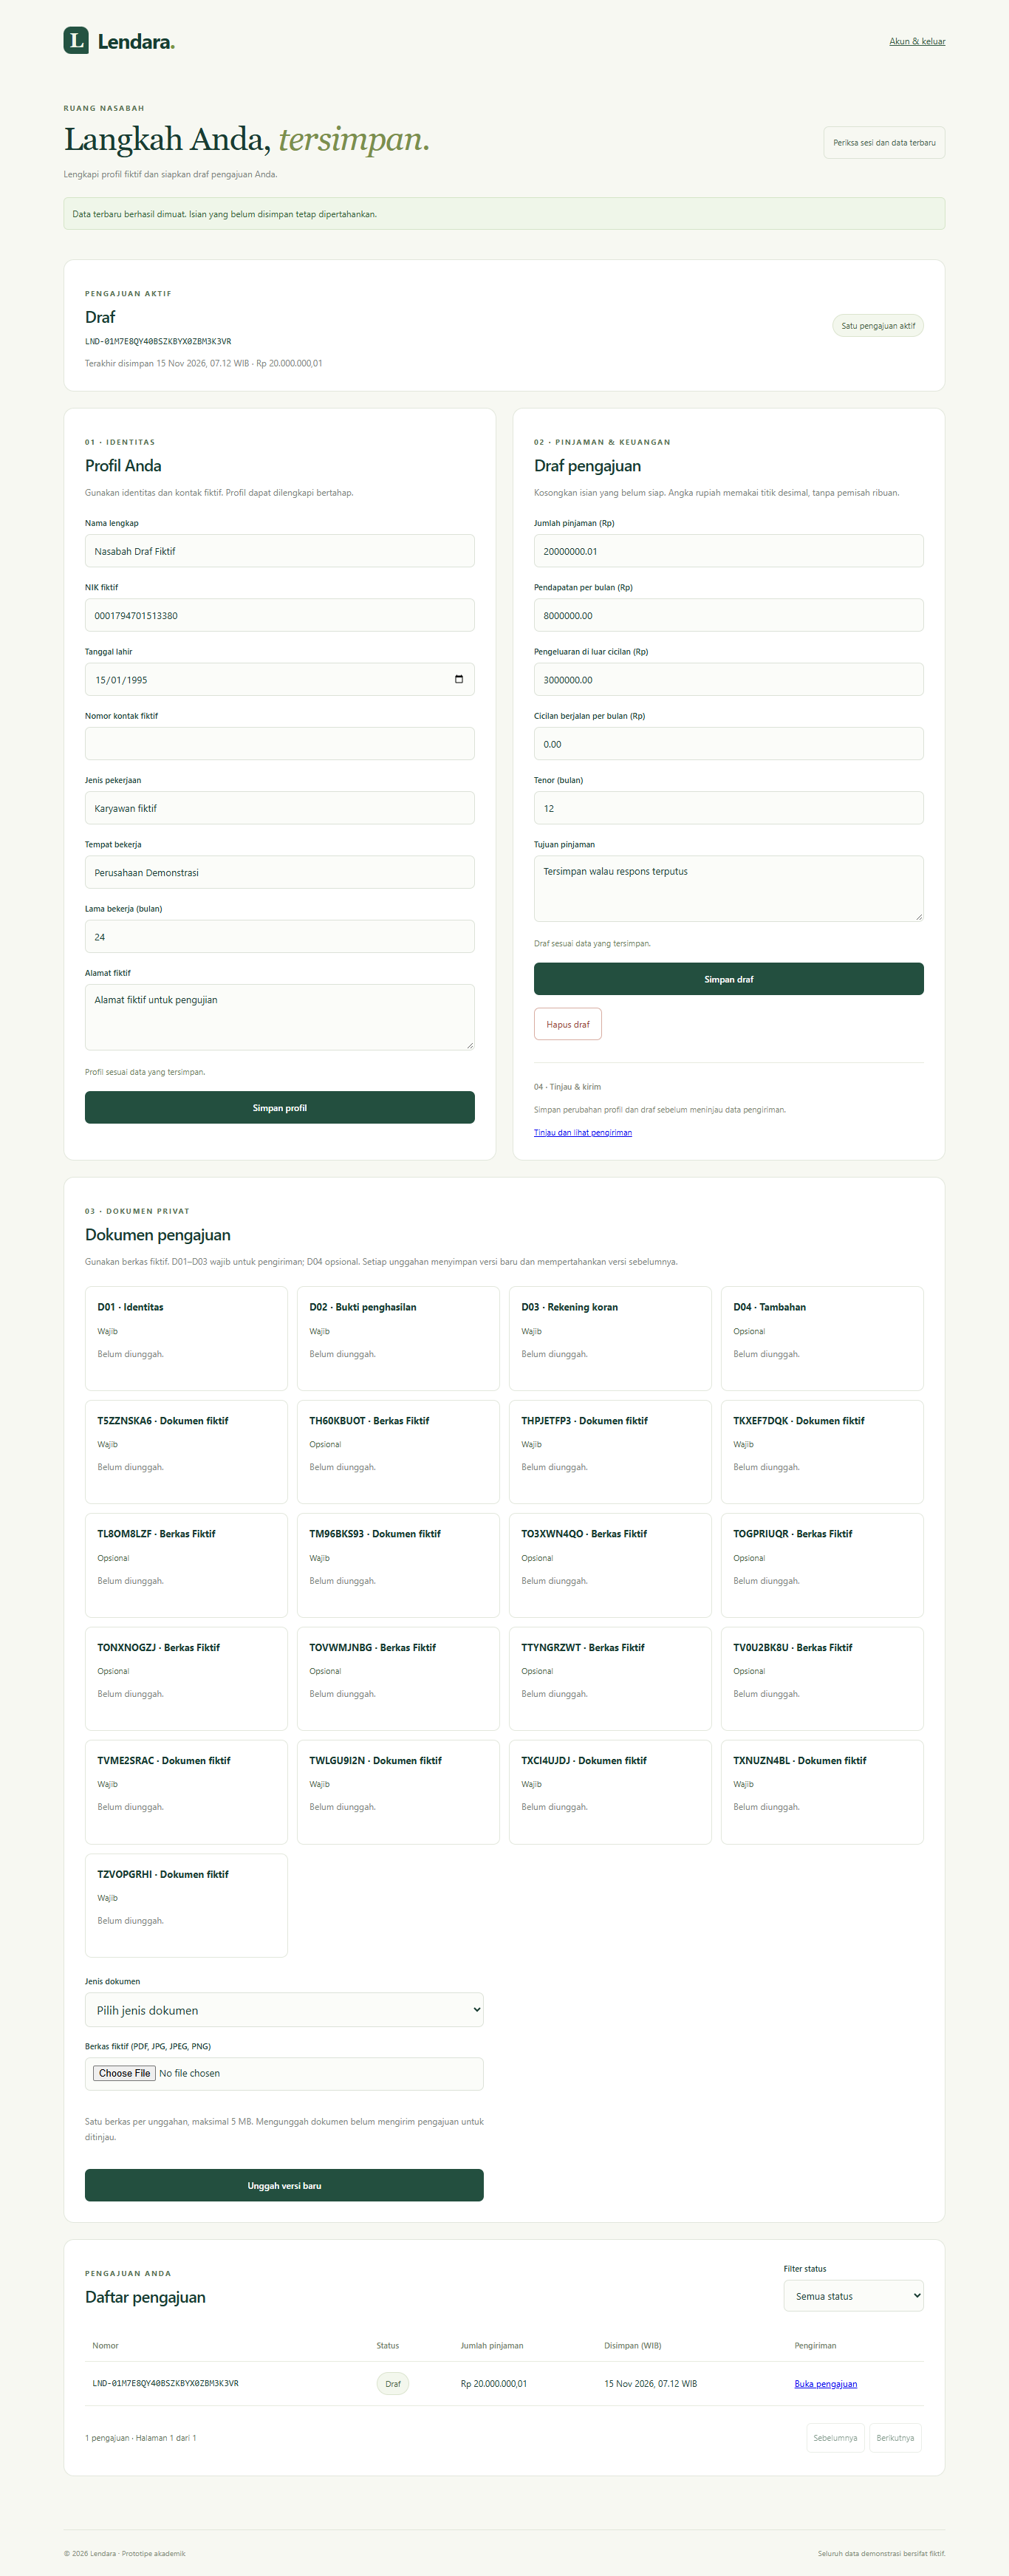 L Lendara.
Akun & keluar
RUANG NASABAH
Langkah Anda, tersimpan.
Periksa sesi dan data terbaru
Lengkapi profil fiktif dan siapkan draf pengajuan Anda.
Data terbaru berhasil dimuat. Isian yang belum disimpan tetap dipertahankan.
PENGAJUAN AKTIF
Draf
LND-01M7E8QY40BSZKBYX0ZBM3K3VR
Terakhir disimpan 15 Nov 2026, 07.12 WIB · Rp 20.000.000,01
Satu pengajuan aktif
01 · IDENTITAS
Profil Anda
Gunakan identitas dan kontak fiktif. Profil dapat dilengkapi bertahap.
Nama lengkap
Nasabah Draf Fiktif
NIK fiktif
0001794701513380
Tanggal lahir
15/01/1995
Nomor kontak fiktif
Jenis pekerjaan
Karyawan fiktif
Tempat bekerja
Perusahaan Demonstrasi
Lama bekerja (bulan)
24
Alamat fiktif
Alamat fiktif untuk pengujian
Profil sesuai data yang tersimpan.
Simpan profil
02 · PINJAMAN & KEUANGAN
Draf pengajuan
Kosongkan isian yang belum siap. Angka rupiah memakai titik desimal, tanpa pemisah ribuan.
Jumlah pinjaman (Rp)
20000000.01
Pendapatan per bulan (Rp)
8000000.00
Pengeluaran di luar cicilan (Rp)
3000000.00
Cicilan berjalan per bulan (Rp)
0.00
Tenor (bulan)
12
Tujuan pinjaman
Tersimpan walau respons terputus
Draf sesuai data yang tersimpan.
Simpan draf
Hapus draf
04 · Tinjau & kirim
Simpan perubahan profil dan draf sebelum meninjau data pengiriman.
Tinjau dan lihat pengiriman
03 · DOKUMEN PRIVAT
Dokumen pengajuan
Gunakan berkas fiktif. D01–D03 wajib untuk pengiriman; D04 opsional. Setiap unggahan menyimpan versi baru dan mempertahankan versi sebelumnya.
D01 · Identitas
Wajib
Belum diunggah.
D02 · Bukti penghasilan
Wajib
Belum diunggah.
D03 · Rekening koran
Wajib
Belum diunggah.
D04 · Tambahan
Opsional
Belum diunggah.
T5ZZNSKA6 · Dokumen fiktif
Wajib
Belum diunggah.
TH60KBUOT · Berkas Fiktif
Opsional
Belum diunggah.
THPJETFP3 · Dokumen fiktif
Wajib
Belum diunggah.
TKXEF7DQK · Dokumen fiktif
Wajib
Belum diunggah.
TL8OM8LZF · Berkas Fiktif
Opsional
Belum diunggah.
TM96BKS93 · Dokumen fiktif
Wajib
Belum diunggah.
TO3XWN4QO · Berkas Fiktif
Opsional
Belum diunggah.
TOGPRIUQR · Berkas Fiktif
Opsional
Belum diunggah.
TONXNOGZJ · Berkas Fiktif
Opsional
Belum diunggah.
TOVWMJNBG · Berkas Fiktif
Opsional
Belum diunggah.
TTYNGRZWT · Berkas Fiktif
Opsional
Belum diunggah.
TV0U2BK8U · Berkas Fiktif
Opsional
Belum diunggah.
TVME2SRAC · Dokumen fiktif
Wajib
Belum diunggah.
TWLGU9I2N · Dokumen fiktif
Wajib
Belum diunggah.
TXCI4UJDJ · Dokumen fiktif
Wajib
Belum diunggah.
TXNUZN4BL · Dokumen fiktif
Wajib
Belum diunggah.
TZVOPGRHI · Dokumen fiktif
Wajib
Belum diunggah.
Jenis dokumen
Pilih jenis dokumen
Berkas fiktif (PDF, JPG, JPEG, PNG)
Choose File No file chosen
Satu berkas per unggahan, maksimal 5 MB. Mengunggah dokumen belum mengirim pengajuan untuk
ditinjau.
Unggah versi baru
PENGAJUAN ANDA
Daftar pengajuan
Filter status
Semua status
Nomor Status Jumlah pinjaman Disimpan (WIB) Pengiriman
LND-01M7E8QY40BSZKBYX0ZBM3K3VR Draf Rp 20.000.000,01 15 Nov 2026, 07.12 WIB Buka pengajuan
1 pengajuan · Halaman 1 dari 1
Sebelumnya Berikutnya
© 2026 Lendara · Prototipe akademik
Seluruh data demonstrasi bersifat fiktif.